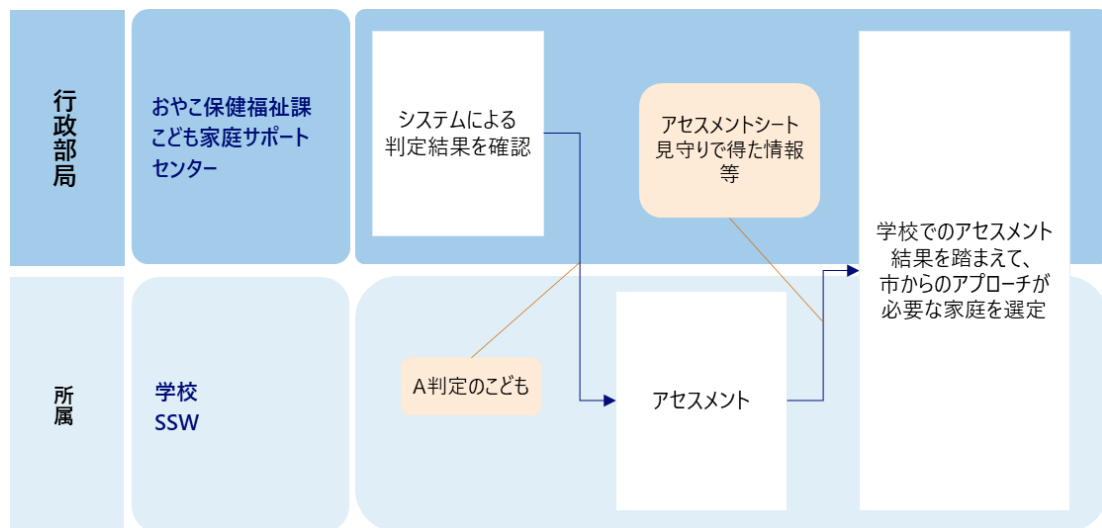 行政部局
おやこ保健福祉課
こども家庭サポート
センター
システムによる
判定結果を確認
アセスメントシート
見守りで得た情報
等
学校でのアセスメント
結果を踏まえて、
市からのアプローチが
必要な家庭を選定
所属
学校
SSW
A判定のこども
アセスメント